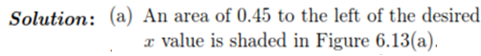 Solution: (a) An area of 0.45 to the left of the desired
x value is shaded in Figure 6.13(a).